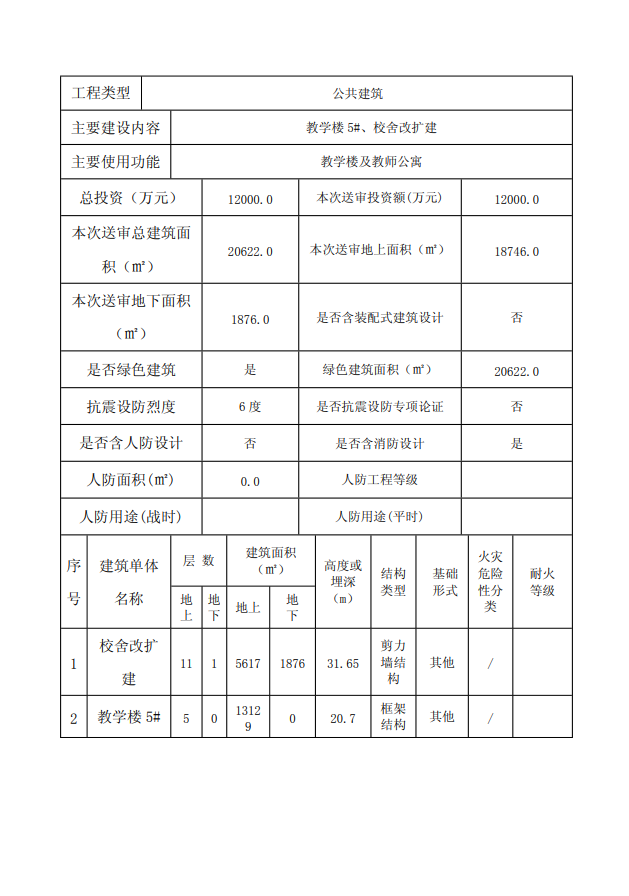 工程类型 公共建筑
主要建设内容 教学楼 5#、校舍改扩建
主要使用功能 教学楼及教师公寓
总投资（万元） 12000.0 本次送审投资额(万元) 12000.0
本次送审总建筑面
积（㎡） 20622.0 本次送审地上面积（㎡） 18746.0
本次送审地下面积
（㎡） 1876.0 是否含装配式建筑设计 否
是否绿色建筑 是 绿色建筑面积（㎡） 20622.0
抗震设防烈度 6 度 是否抗震设防专项论证 否
是否含人防设计 否 是否含消防设计 是
人防面积(㎡) 0.0 人防工程等级
人防用途(战时) 人防用途(平时)
序
号
建筑单体
名称
层 数
地
上
地
下
建筑面积
（㎡）
地上
地
下
高度或
埋深
（m）
结构
类型
基础
形式
火灾
危险
性分
类
耐火
等级
1
校舍改扩
建
11
1
5617
1876
31.65
剪力
墙结
构
其他
/
2
教学楼 5#
5
0
1312
9
0
20.7
框架
结构
其他
/